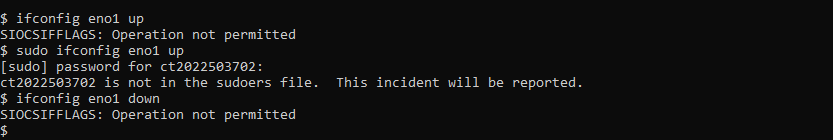 $ ifconfig eno1 up
SIOCSIFFLAGS: Operation not permitted
$ sudo ifconfig eno1 up
[sudo] password for ct2022503702:
ct2022503702 is not in the sudoers file.  This incident will be reported.
$ ifconfig eno1 down
SIOCSIFFLAGS: Operation not permitted
$